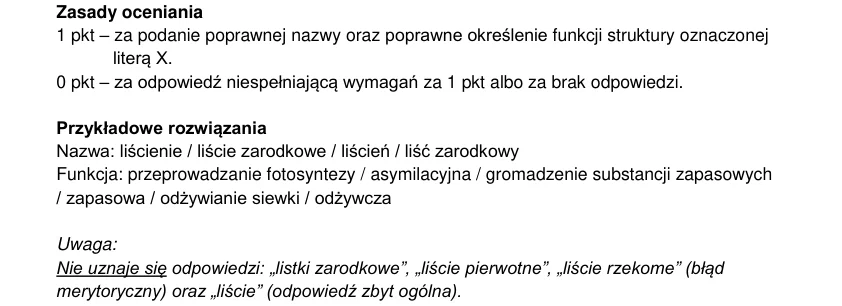 Zasady oceniania
1 pkt – za podanie poprawnej nazwy oraz poprawne określenie funkcji struktury oznaczonej
literą X.
0 pkt – za odpowiedź niespełniającą wymagań za 1 pkt albo za brak odpowiedzi.
Przykładowe rozwiązania
Nazwa: liścienie / liście zarodkowe / liścień / liść zarodkowy
Funkcja: przeprowadzanie fotosyntezy / asymilacyjna / gromadzenie substancji zapasowych
/ zapasowa / odżywianie siewki / odżywcza
Uwaga:
Nie uznaje się odpowiedzi: „listki zarodkowe”, „liście pierwotne”, „liście rzekome” (błąd
merytoryczny) oraz „liście” (odpowiedź zbyt ogólna).